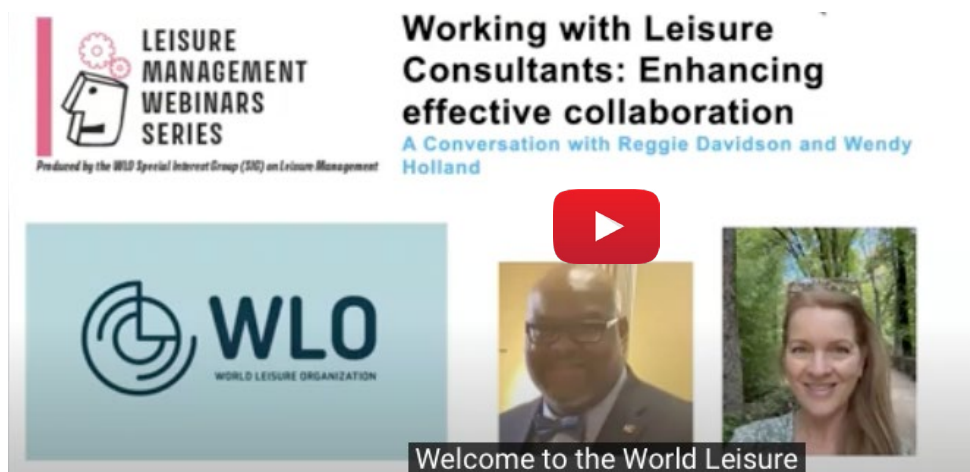 LEISURE
MANAGEMENT
WEBINARS
SERIES
Produced by the WLO Special Interest Group (SIG) on Leisure Management
Working with Leisure
Consultants: Enhancing
effective collaboration
A Conversation with Reggie Davidson and Wendy
Holland
WLO
WORLD LEISURE ORGANIZATION
Welcome to the World Leisure